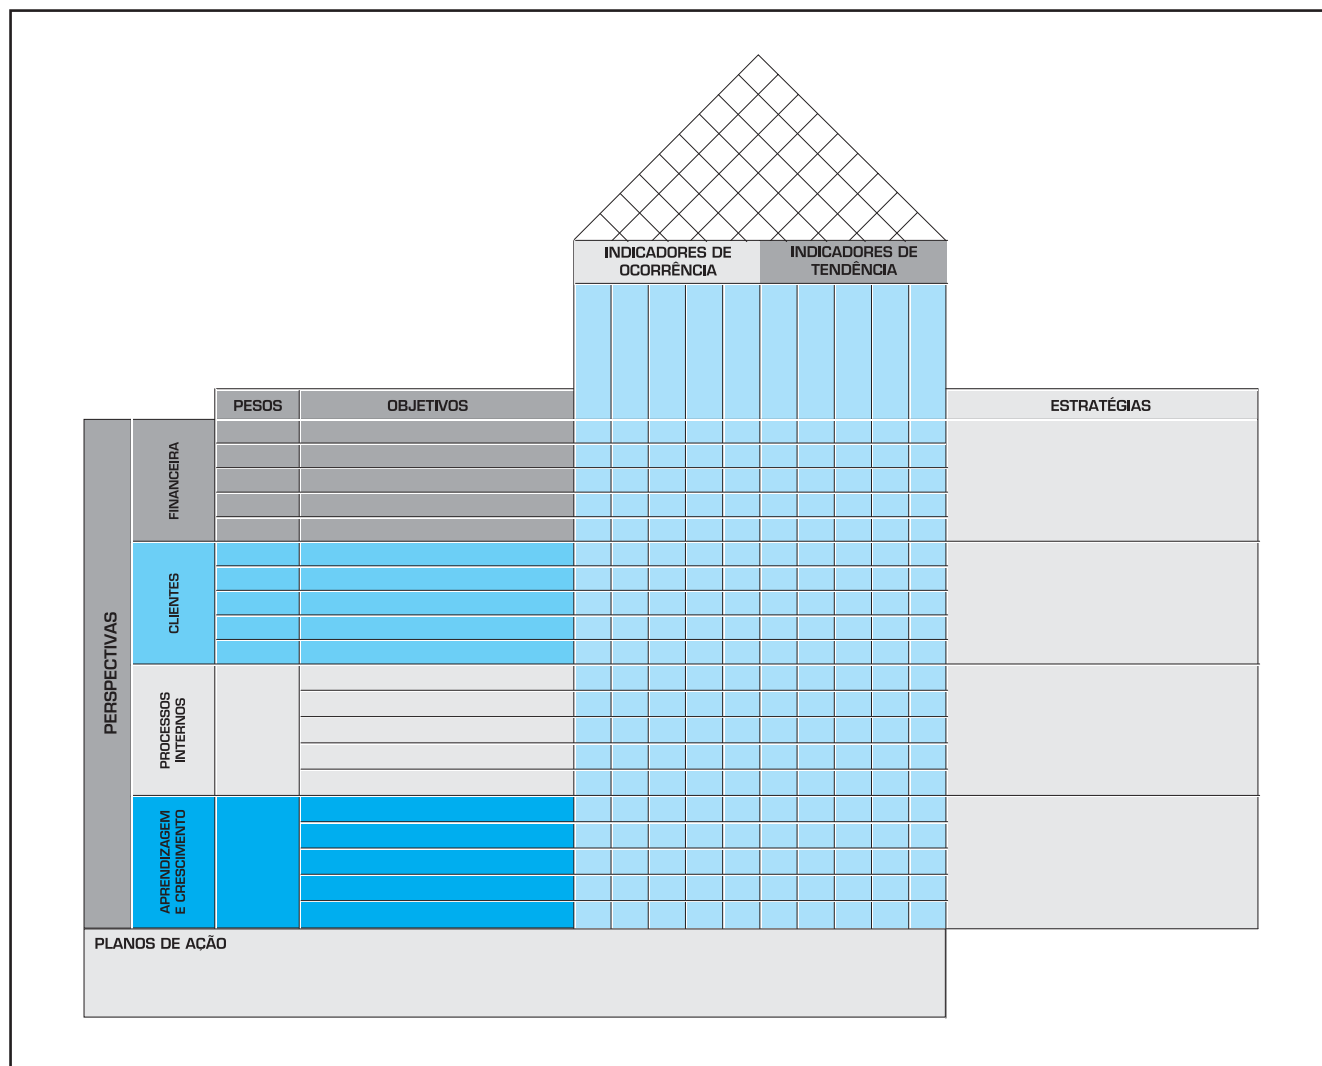 INDICADORES DE
OCORRÊNCIA
INDICADORES DE
TENDÊNCIA
PESOS
OBJETIVOS
ESTRATÉGIAS
PERSPECTIVAS
FINANCEIRA
CLIENTES
PROCESSOS
INTERNOS
APRENDIZAGEM
E CRESCIMENTO
PLANOS DE AÇÃO